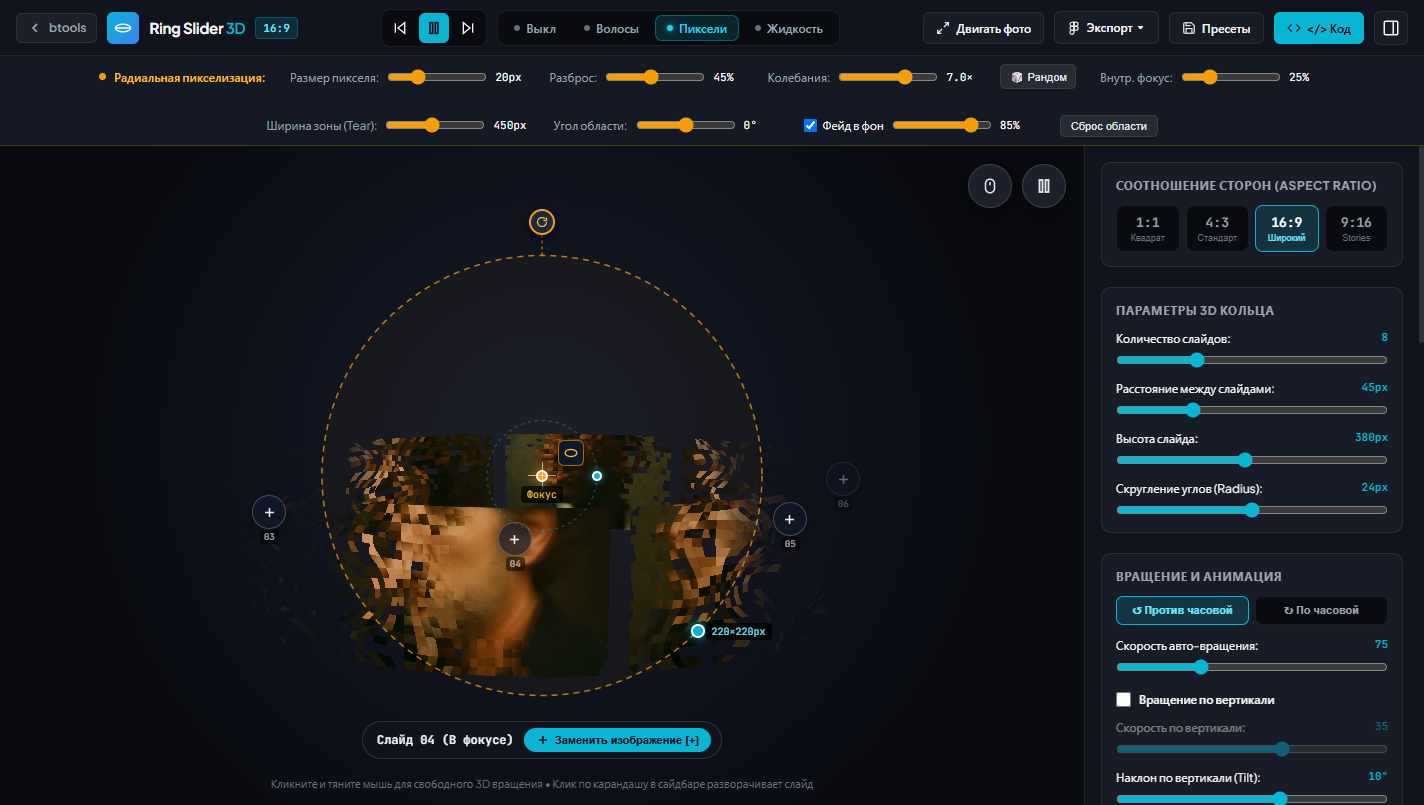 btools
Ring Slider 3D
16:9
Выкл
Волосы
Пиксели
Жидкость
Двигать фото
Экспорт
Пресеты
</> Код
Радиальная пикселизация:
Размер пикселя: 20px
Разброс: 45%
Колебания: 7.0×
Рандом
Внутр. фокус: 25%
Ширина зоны (Tear): 450px
Угол области: 0°
Фейд в фон 85%
Сброс области
Фокус
03
04
05
06
220×220px
Слайд 04 (В фокусе)
Заменить изображение [+]
Кликните и тяните мышь для свободного 3D вращения • Клик по карандашу в сайдбаре разворачивает слайд
СООТНОШЕНИЕ СТОРОН (ASPECT RATIO)
1:1
Квадрат
4:3
Стандарт
16:9
Широкий
9:16
Stories
ПАРАМЕТРЫ 3D КОЛЬЦА
Количество слайдов: 8
Расстояние между слайдами: 45px
Высота слайда: 380px
Скругление углов (Radius): 24px
ВРАЩЕНИЕ И АНИМАЦИЯ
↺ Против часовой
↻ По часовой
Скорость авто-вращения: 75
Вращение по вертикали
Скорость по вертикали: 35
Наклон по вертикали (Tilt): 10°